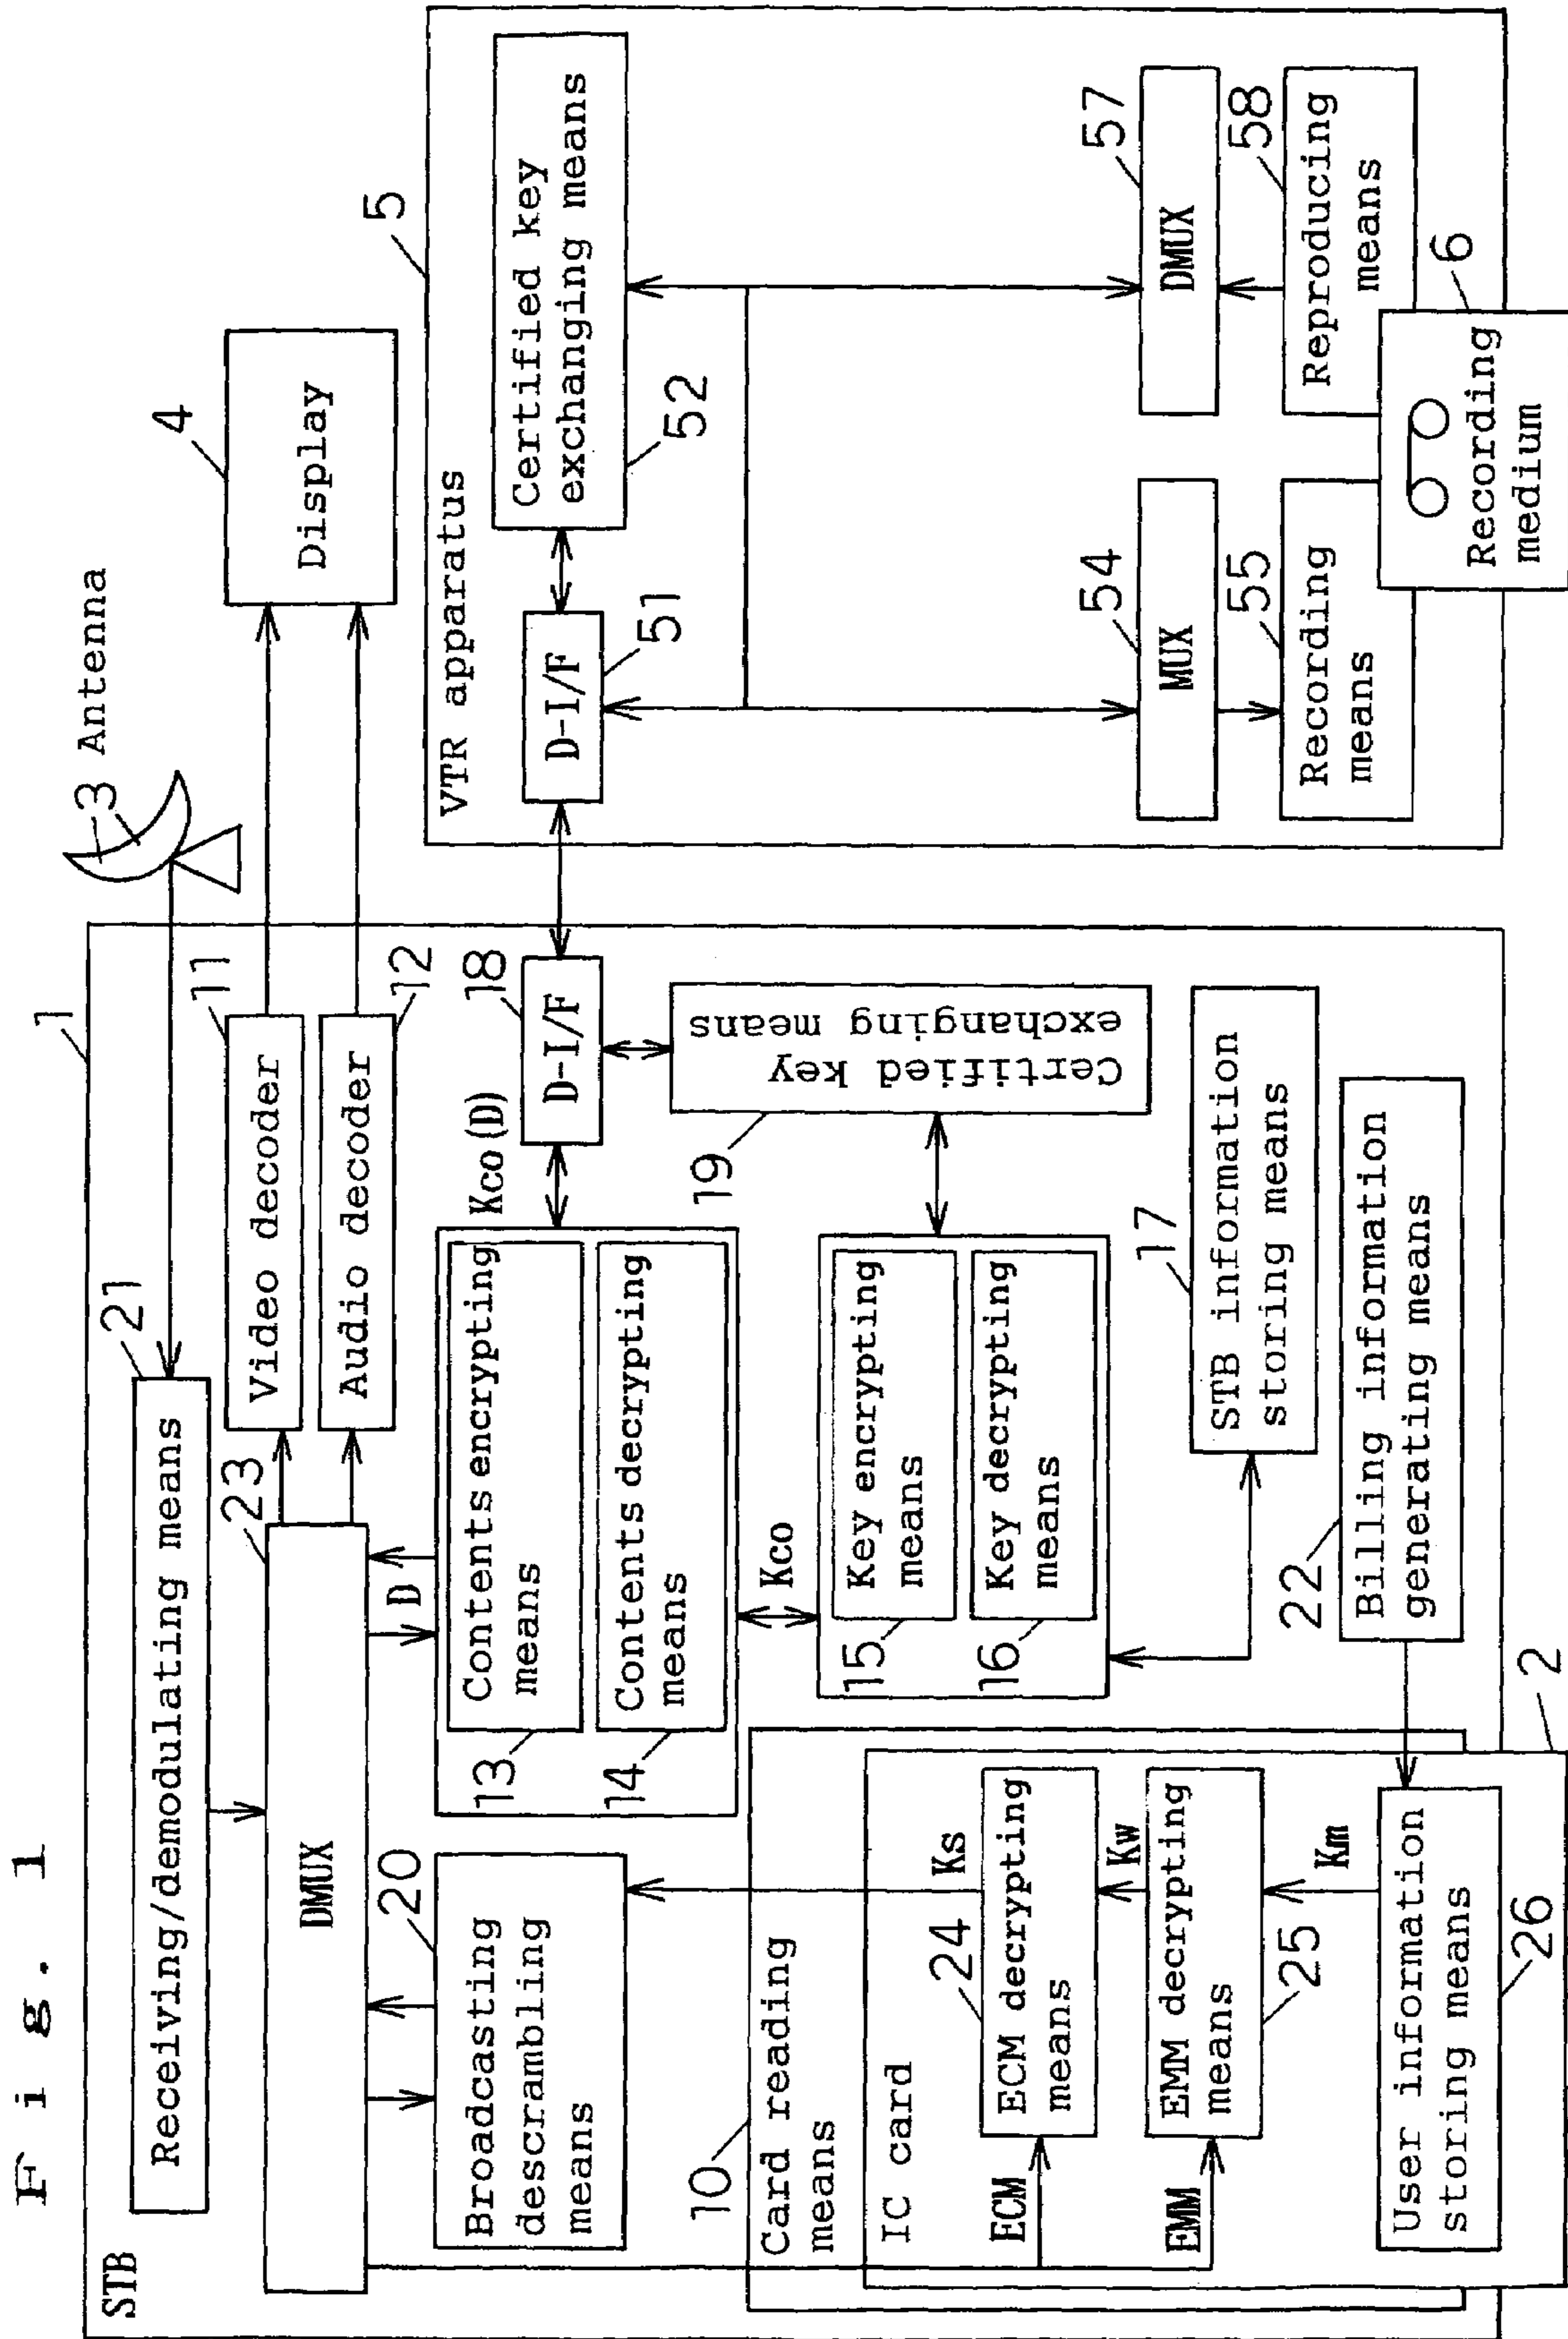 Fig. 1
STB
1
Receiving/demodulating means
21
3 Antenna
DMUX
23
Video decoder
11
Audio decoder
12
4
Display
Broadcasting
descrambling
means
20
D
Contents encrypting
means
13
Contents decrypting
means
14
Kco (D)
D-I/F
18
Certified key
exchanging means
19
Kco
Key encrypting
means
15
Key decrypting
means
16
STB information
storing means
17
Billing information
generating means
22
10
Card reading
means
IC card
2
ECM
EMM
Ks
ECM decrypting
means
24
Kw
EMM decrypting
means
25
Km
User information
storing means
26
5
VTR apparatus
D-I/F
51
Certified key
exchanging means
52
MUX
54
Recording
means
55
DMUX
57
Reproducing
means
58
6
Recording
medium